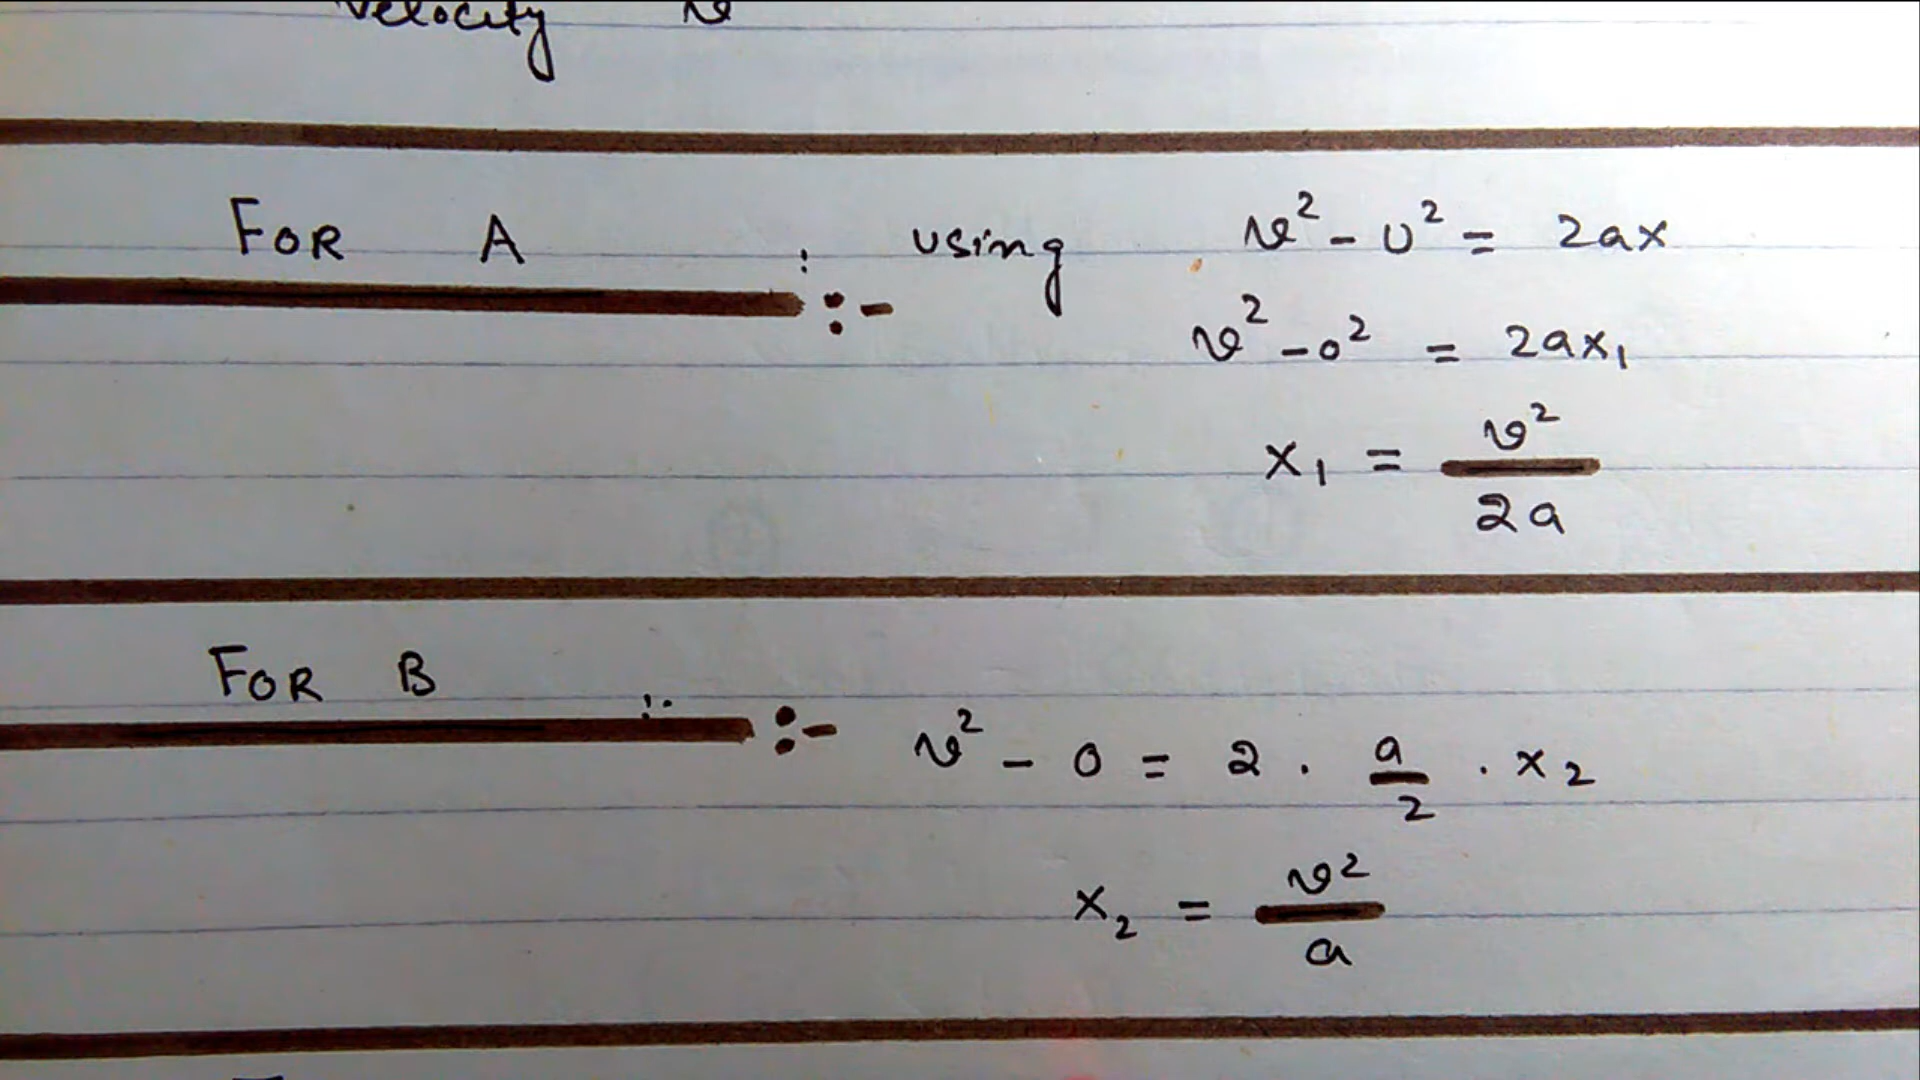 velocity v
FOR A :- using v² - u² = 2ax
v² - 0² = 2ax₁
x₁ = v²/2a
FOR B :- v² - 0 = 2 . a/2 . x₂
x₂ = v²/a